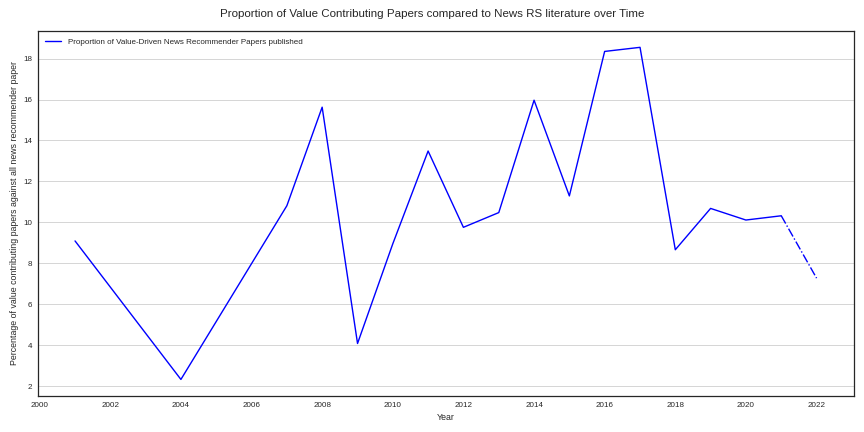 Proportion of Value Contributing Papers compared to News RS literature over Time
Proportion of Value-Driven News Recommender Papers published
Percentage of value contributing papers against all news recommender paper
18
16
14
12
10
8
6
4
2
2000 2002 2004 2006 2008 2010 2012 2014 2016 2018 2020 2022
Year